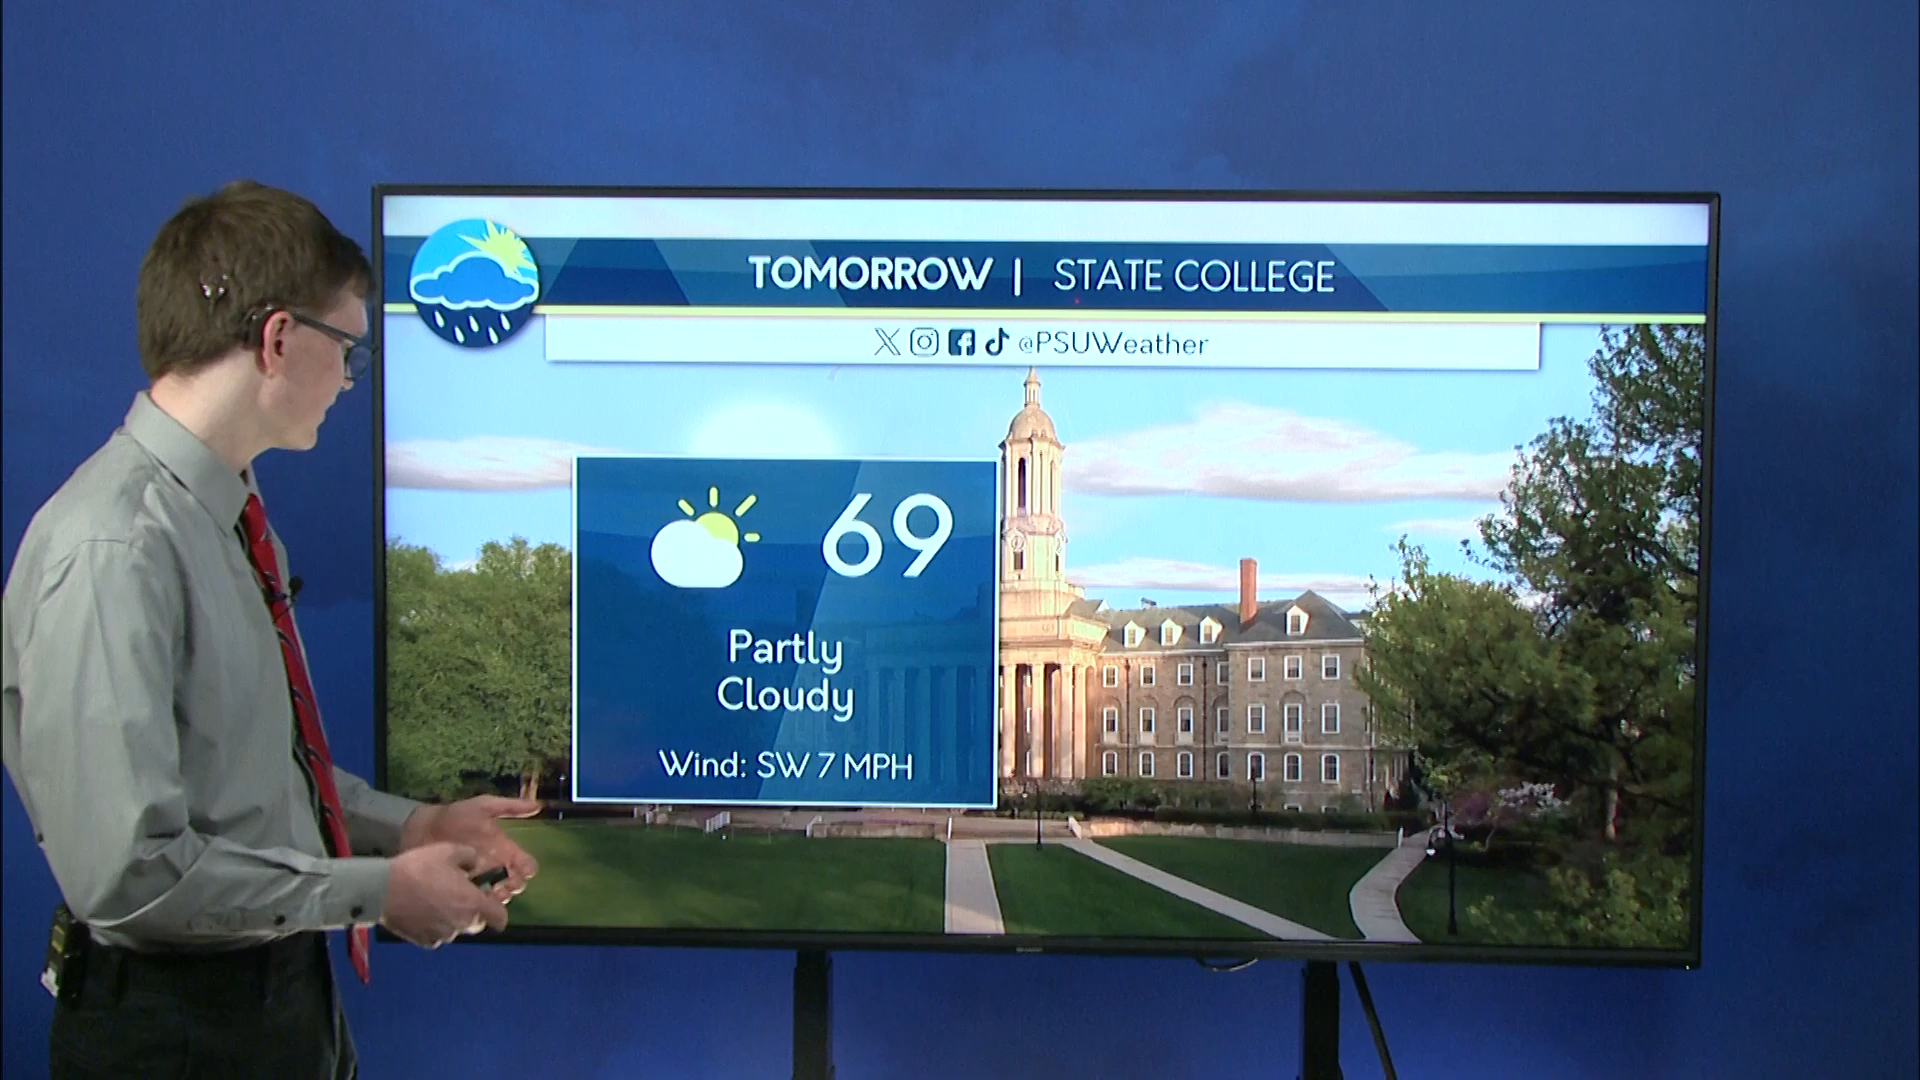 TOMORROW | STATE COLLEGE
@PSUWeather
69
Partly
Cloudy
Wind: SW 7 MPH